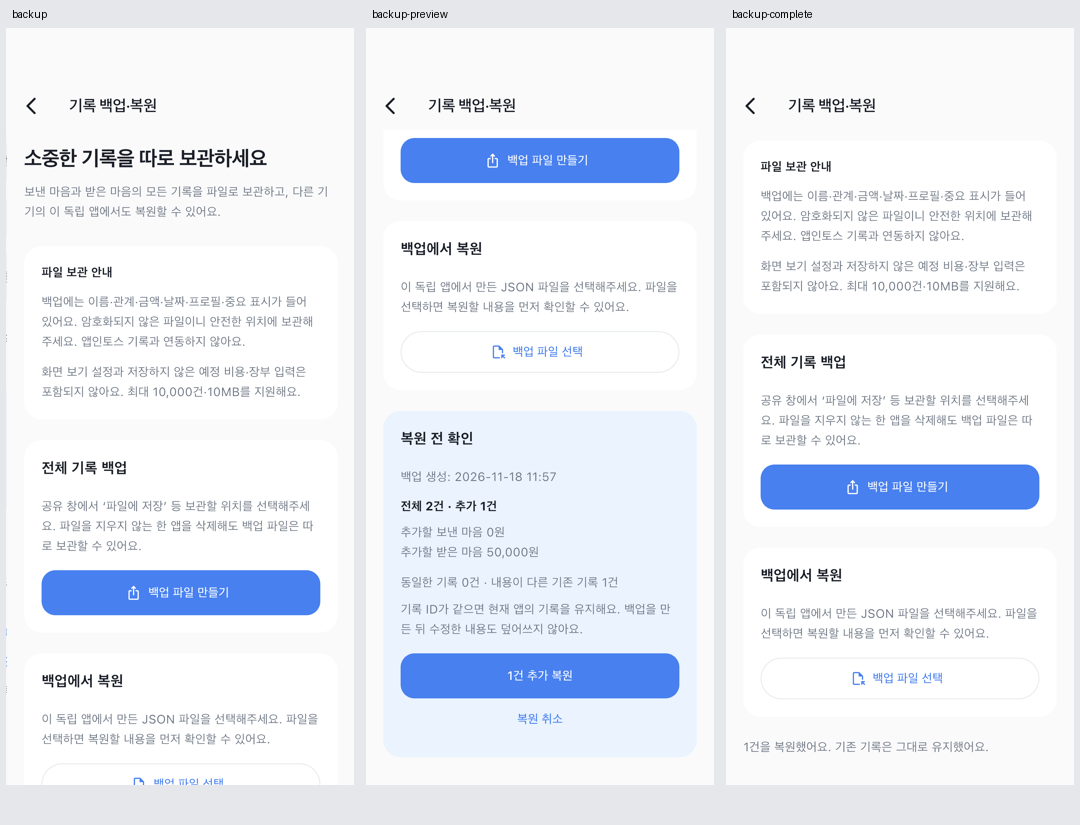 backup
기록 백업·복원
소중한 기록을 따로 보관하세요
보낸 마음과 받은 마음의 모든 기록을 파일로 보관하고, 다른 기
기의 이 독립 앱에서도 복원할 수 있어요.
파일 보관 안내
백업에는 이름·관계·금액·날짜·프로필·중요 표시가 들어
있어요. 암호화되지 않은 파일이니 안전한 위치에 보관해
주세요. 앱인토스 기록과 연동하지 않아요.
화면 보기 설정과 저장하지 않은 예정 비용·장부 입력은
포함되지 않아요. 최대 10,000건·10MB를 지원해요.
전체 기록 백업
공유 창에서 ‘파일에 저장’ 등 보관할 위치를 선택해주세
요. 파일을 지우지 않는 한 앱을 삭제해도 백업 파일은 따
로 보관할 수 있어요.
백업 파일 만들기
백업에서 복원
이 독립 앱에서 만든 JSON 파일을 선택해주세요. 파일을
선택하면 복원할 내용을 먼저 확인할 수 있어요.
백업 파일 선택
backup-preview
기록 백업·복원
백업 파일 만들기
백업에서 복원
이 독립 앱에서 만든 JSON 파일을 선택해주세요. 파일을
선택하면 복원할 내용을 먼저 확인할 수 있어요.
백업 파일 선택
복원 전 확인
백업 생성: 2026-11-18 11:57
전체 2건 · 추가 1건
추가할 보낸 마음 0원
추가할 받은 마음 50,000원
동일한 기록 0건 · 내용이 다른 기존 기록 1건
기록 ID가 같으면 현재 앱의 기록을 유지해요. 백업을 만
든 뒤 수정한 내용도 덮어쓰지 않아요.
1건 추가 복원
복원 취소
backup-complete
기록 백업·복원
파일 보관 안내
백업에는 이름·관계·금액·날짜·프로필·중요 표시가 들어
있어요. 암호화되지 않은 파일이니 안전한 위치에 보관해
주세요. 앱인토스 기록과 연동하지 않아요.
화면 보기 설정과 저장하지 않은 예정 비용·장부 입력은
포함되지 않아요. 최대 10,000건·10MB를 지원해요.
전체 기록 백업
공유 창에서 ‘파일에 저장’ 등 보관할 위치를 선택해주세
요. 파일을 지우지 않는 한 앱을 삭제해도 백업 파일은 따
로 보관할 수 있어요.
백업 파일 만들기
백업에서 복원
이 독립 앱에서 만든 JSON 파일을 선택해주세요. 파일을
선택하면 복원할 내용을 먼저 확인할 수 있어요.
백업 파일 선택
1건을 복원했어요. 기존 기록은 그대로 유지했어요.